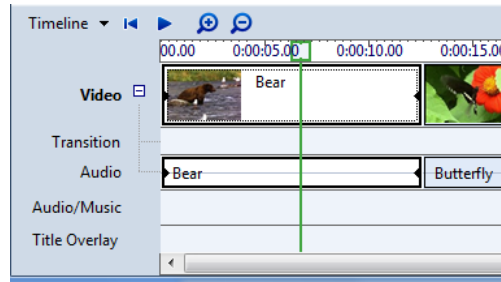 Timeline
00.00 0:00:05.00 0:00:10.00 0:00:15.0
Video Bear
Transition
Audio Bear Butterfly
Audio/Music
Title Overlay